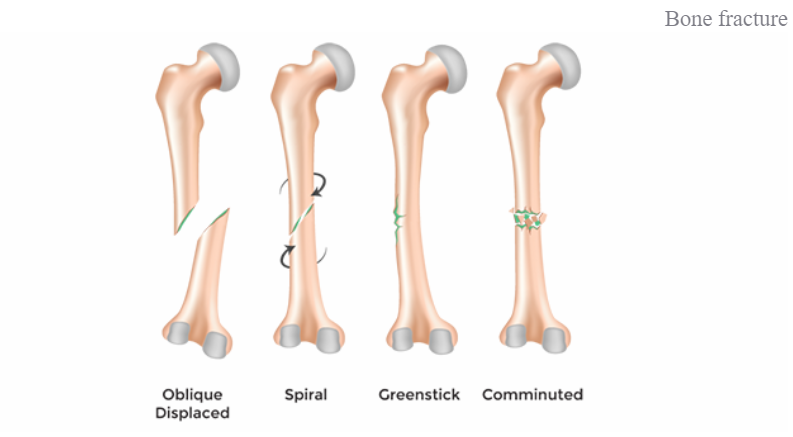 Bone fracture
Oblique
Displaced
Spiral
Greenstick
Comminuted